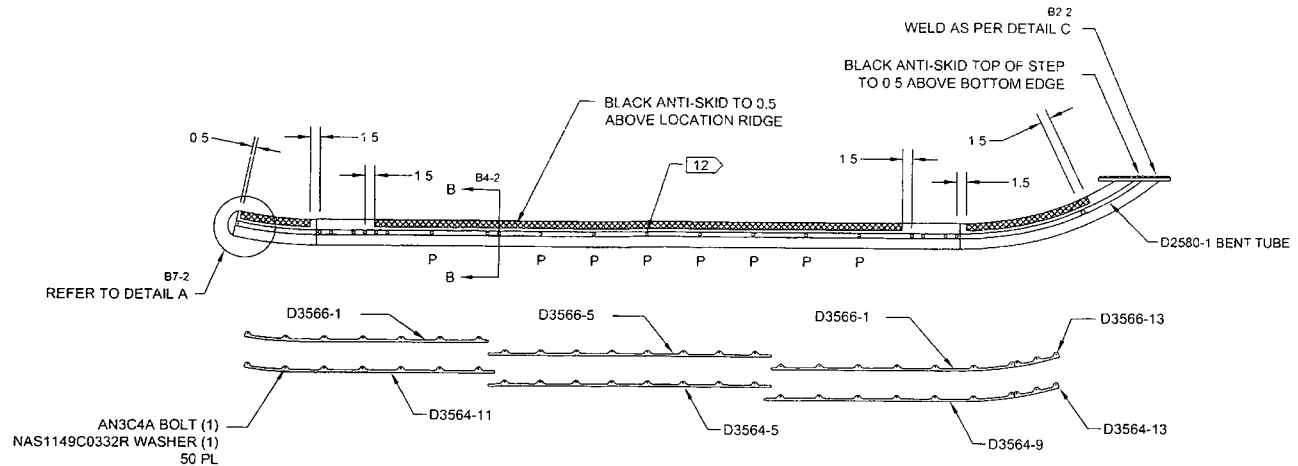 B2 2
WELD AS PER DETAIL C
BLACK ANTI-SKID TOP OF STEP
TO 0 5 ABOVE BOTTOM EDGE
BLACK ANTI-SKID TO 0.5
ABOVE LOCATION RIDGE
0 5
1 5
1 5
B4-2
B
12
1 5
1 5
1.5
D2580-1 BENT TUBE
B7-2
REFER TO DETAIL A
P
B
P P P P P P P
D3566-1
D3566-5
D3566-1
D3566-13
AN3C4A BOLT (1)
NAS1149C0332R WASHER (1)
50 PL
D3564-11
D3564-5
D3564-9
D3564-13